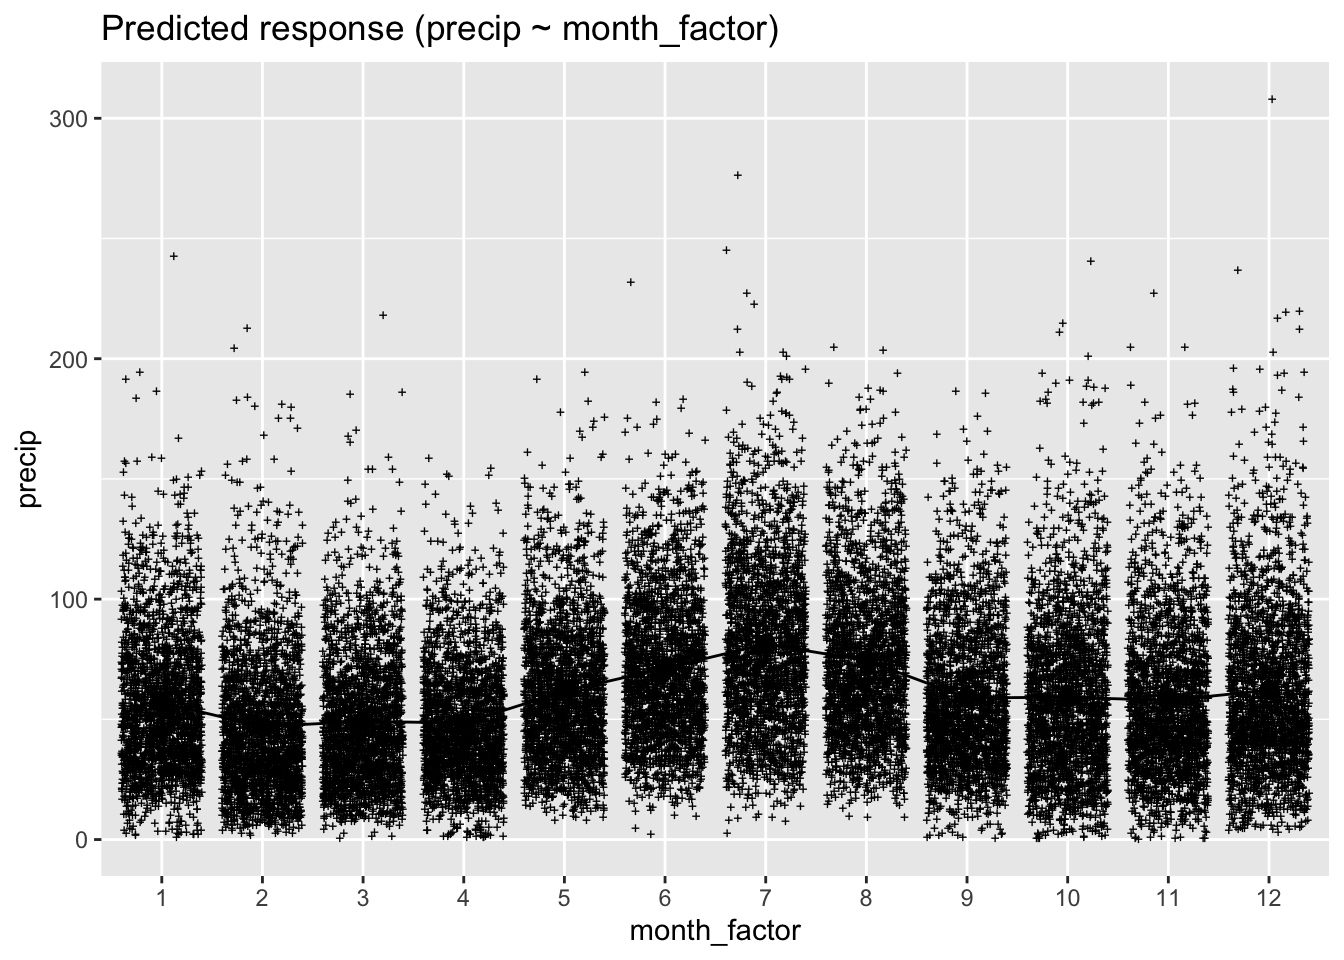 Predicted response (precip ~ month_factor)
precip
300
200
100
0
1 2 3 4 5 6 7 8 9 10 11 12
month_factor